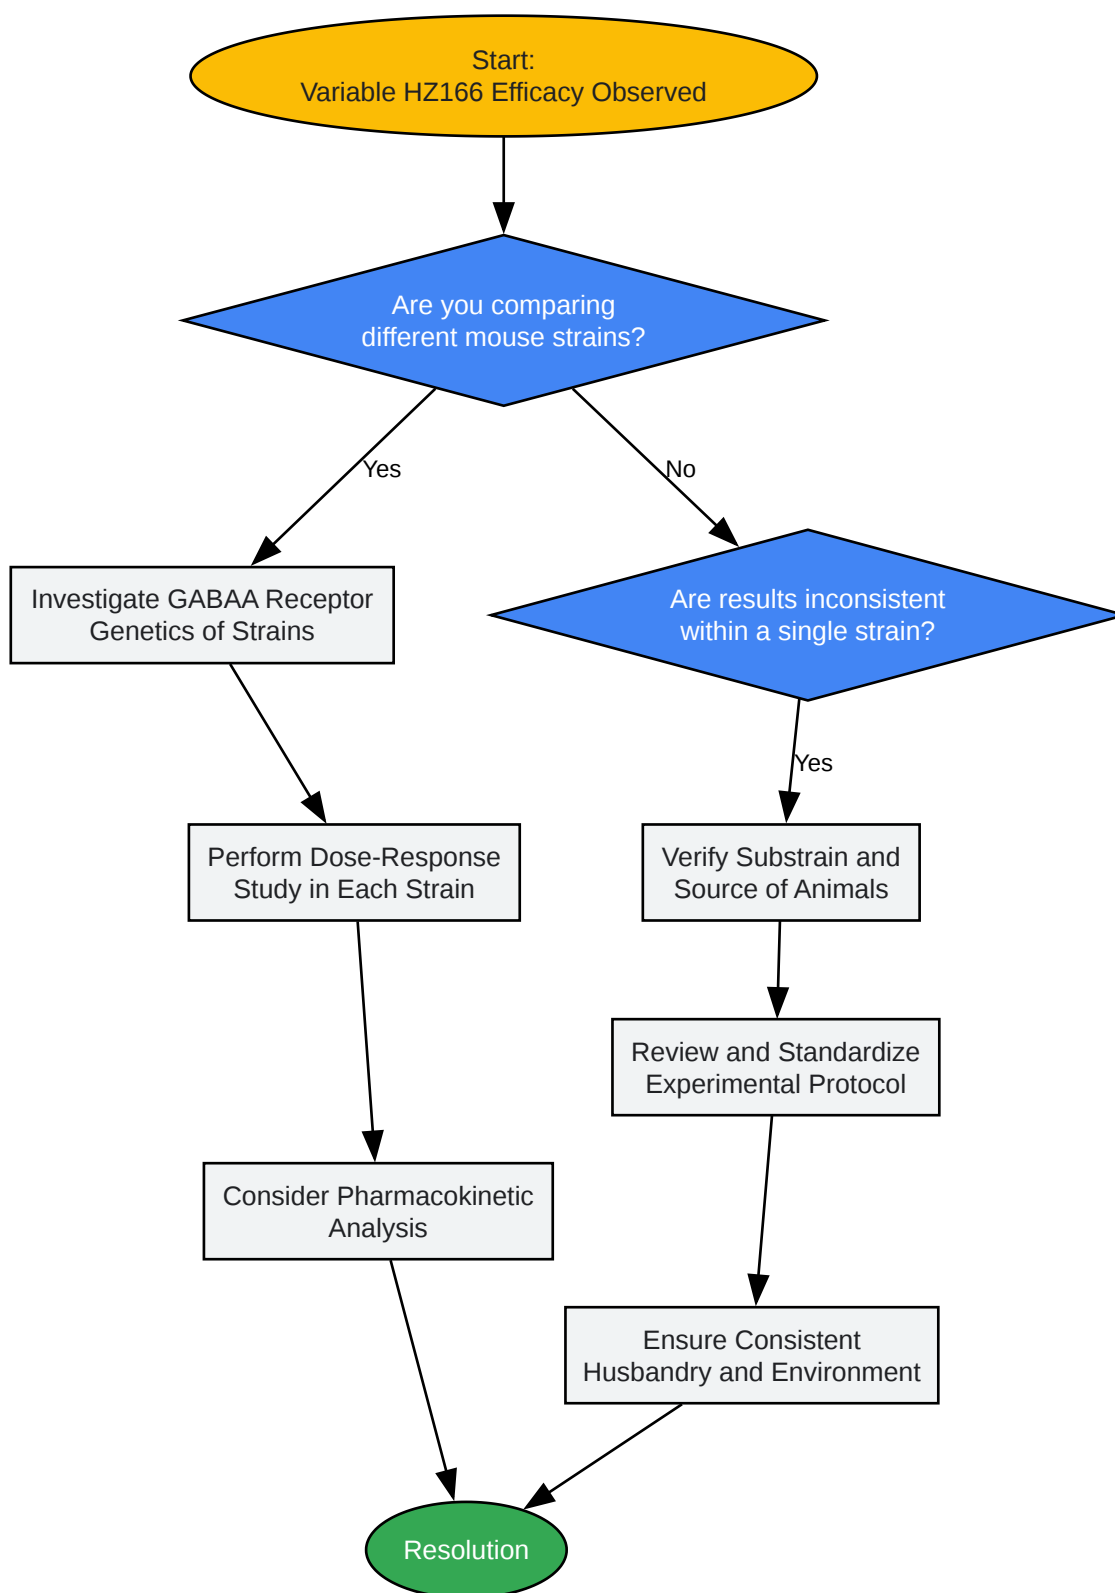 Start:
Variable HZ166 Efficacy Observed
Are you comparing
different mouse strains?
Yes
No
Investigate GABAA Receptor
Genetics of Strains
Are results inconsistent
within a single strain?
Yes
Perform Dose-Response
Study in Each Strain
Verify Substrain and
Source of Animals
Review and Standardize
Experimental Protocol
Consider Pharmacokinetic
Analysis
Ensure Consistent
Husbandry and Environment
Resolution